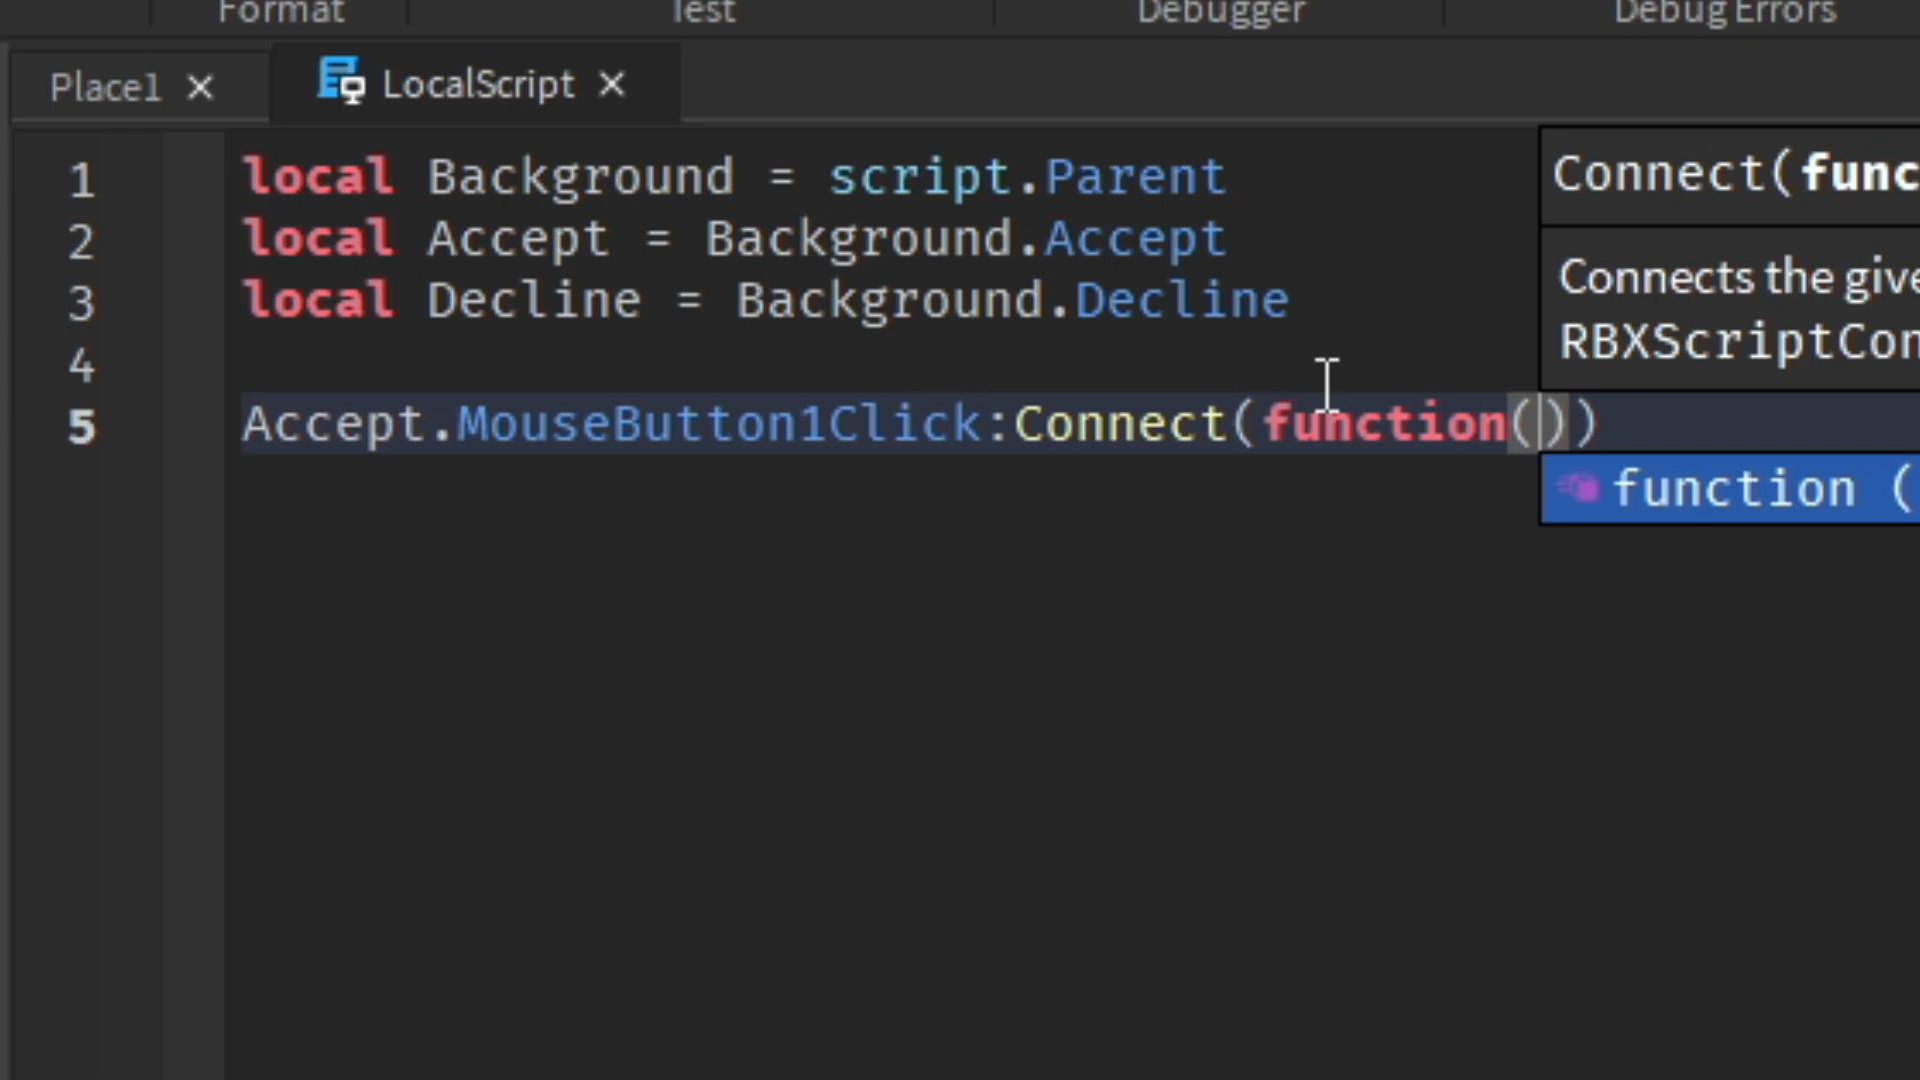 Format Test Debugger Debug Errors
Place1 LocalScript
1 local Background = script.Parent
2 local Accept = Background.Accept
3 local Decline = Background.Decline
4
5 Accept.MouseButton1Click:Connect(function())
Connect(func
Connects the give
RBXScriptCon
function (